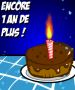 ENCORE
1 AN DE
PLUS !